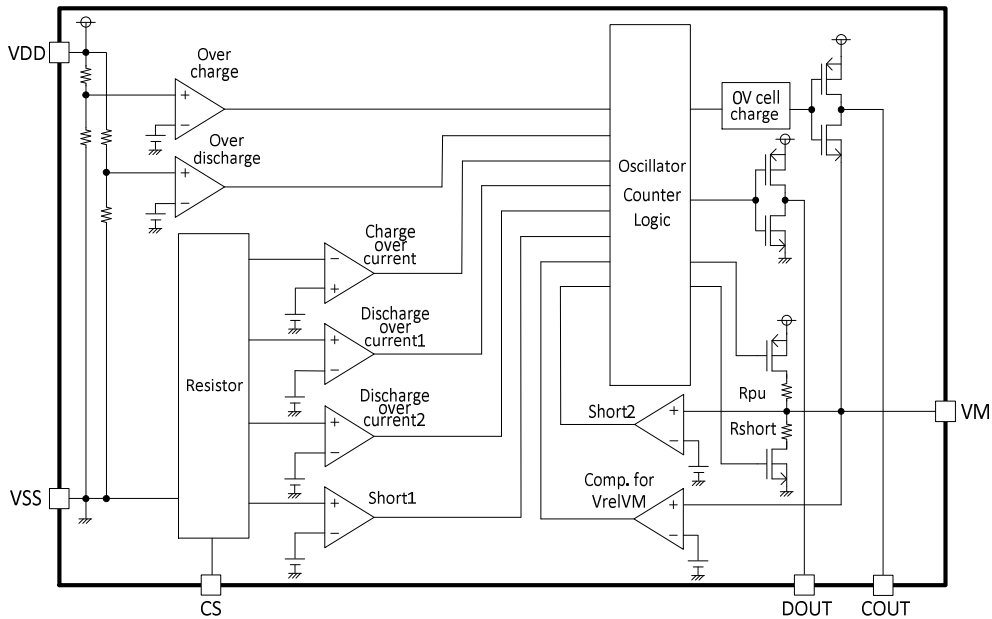 VDD
Over
charge
+
−
Over
discharge
+
−
0V cell
charge
Oscillator
Counter
Logic
Charge
over
current
−
+
Discharge
over
current1
+
−
Resistor
Discharge
over
current2
+
−
Short1
+
−
Rpu
Rshort
Short2
+
−
Comp. for
VrelVM
+
−
VM
VSS
CS
DOUT
COUT